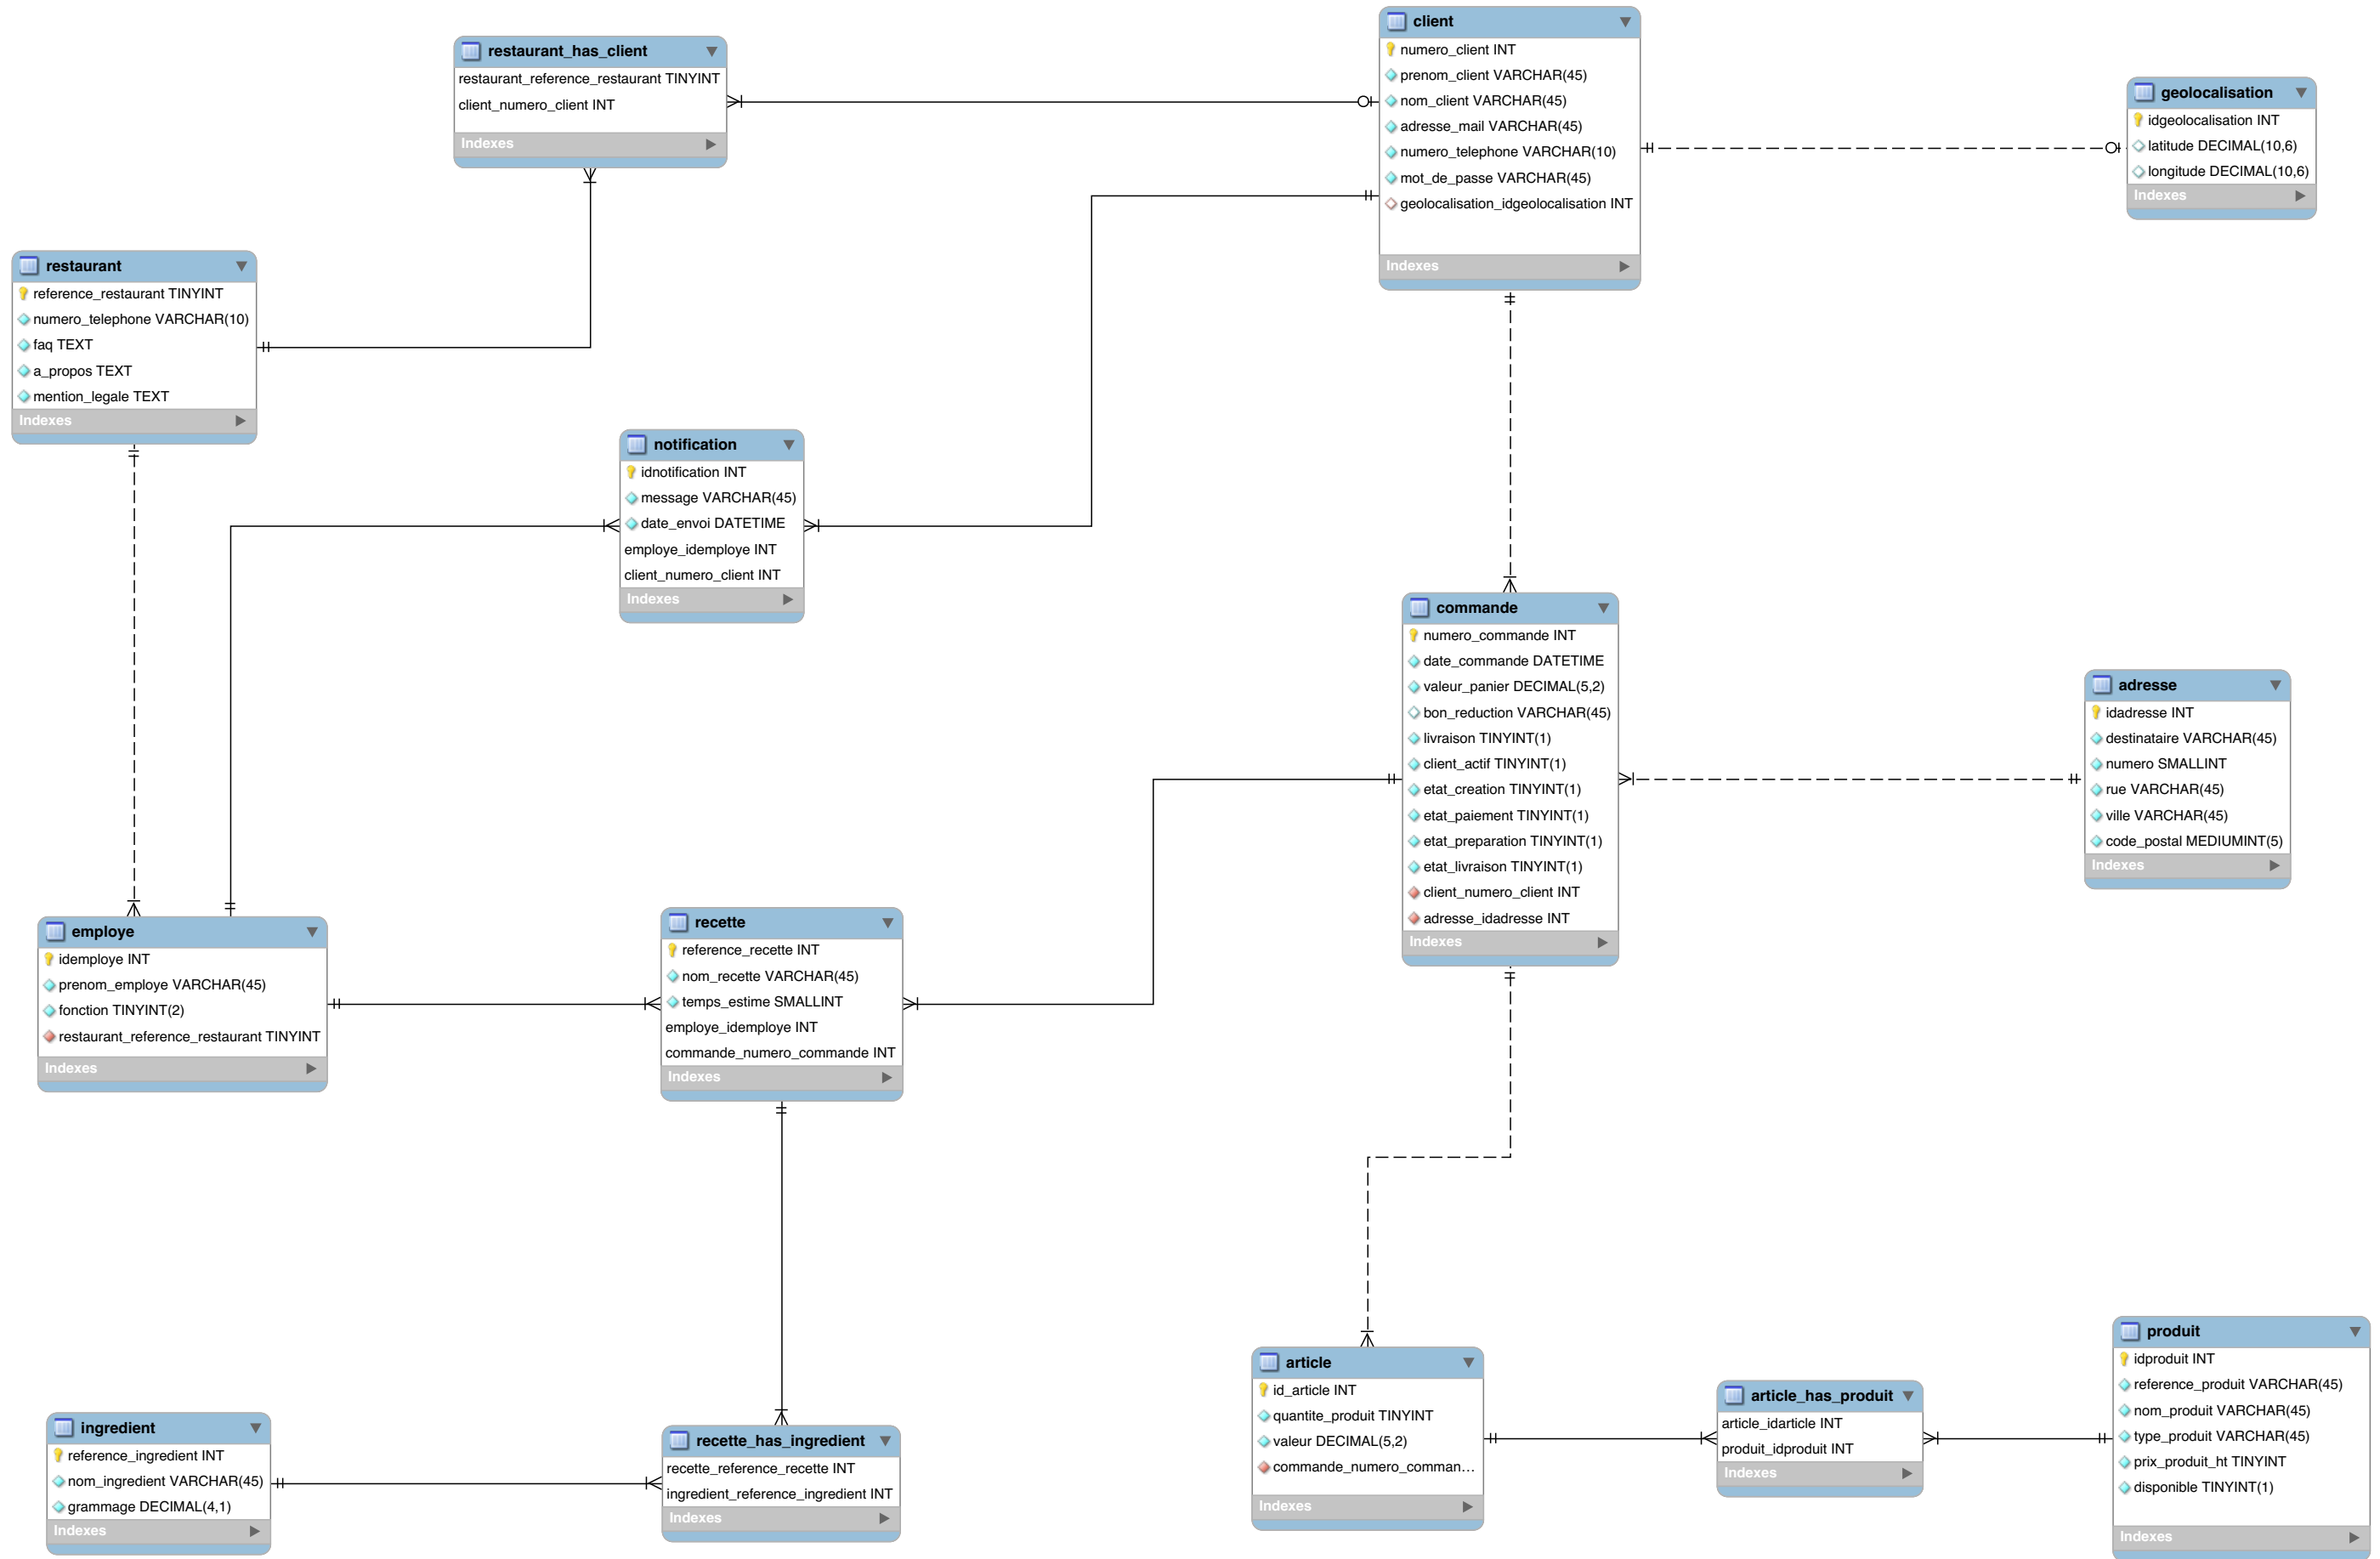 restaurant_has_client
restaurant_reference_restaurant TINYINT
client_numero_client INT
Indexes
client
numero_client INT
prenom_client VARCHAR(45)
nom_client VARCHAR(45)
adresse_mail VARCHAR(45)
numero_telephone VARCHAR(10)
mot_de_passe VARCHAR(45)
geolocalisation_idgeolocalisation INT
Indexes
geolocalisation
idgeolocalisation INT
latitude DECIMAL(10,6)
longitude DECIMAL(10,6)
Indexes
restaurant
reference_restaurant TINYINT
numero_telephone VARCHAR(10)
faq TEXT
a_propos TEXT
mention_legale TEXT
Indexes
notification
idnotification INT
message VARCHAR(45)
date_envoi DATETIME
employe_idemploye INT
client_numero_client INT
Indexes
commande
numero_commande INT
date_commande DATETIME
valeur_panier DECIMAL(5,2)
bon_reduction VARCHAR(45)
livraison TINYINT(1)
client_actif TINYINT(1)
etat_creation TINYINT(1)
etat_paiement TINYINT(1)
etat_preparation TINYINT(1)
etat_livraison TINYINT(1)
client_numero_client INT
adresse_idadresse INT
Indexes
adresse
idadresse INT
destinataire VARCHAR(45)
numero SMALLINT
rue VARCHAR(45)
ville VARCHAR(45)
code_postal MEDIUMINT(5)
Indexes
employe
idemploye INT
prenom_employe VARCHAR(45)
fonction TINYINT(2)
restaurant_reference_restaurant TINYINT
Indexes
recette
reference_recette INT
nom_recette VARCHAR(45)
temps_estime SMALLINT
employe_idemploye INT
commande_numero_commande INT
Indexes
ingredient
reference_ingredient INT
nom_ingredient VARCHAR(45)
grammage DECIMAL(4,1)
Indexes
recette_has_ingredient
recette_reference_recette INT
ingredient_reference_ingredient INT
Indexes
article
id_article INT
quantite_produit TINYINT
valeur DECIMAL(5,2)
commande_numero_comman…
Indexes
article_has_produit
article_idarticle INT
produit_idproduit INT
Indexes
produit
idproduit INT
reference_produit VARCHAR(45)
nom_produit VARCHAR(45)
type_produit VARCHAR(45)
prix_produit_ht TINYINT
disponible TINYINT(1)
Indexes